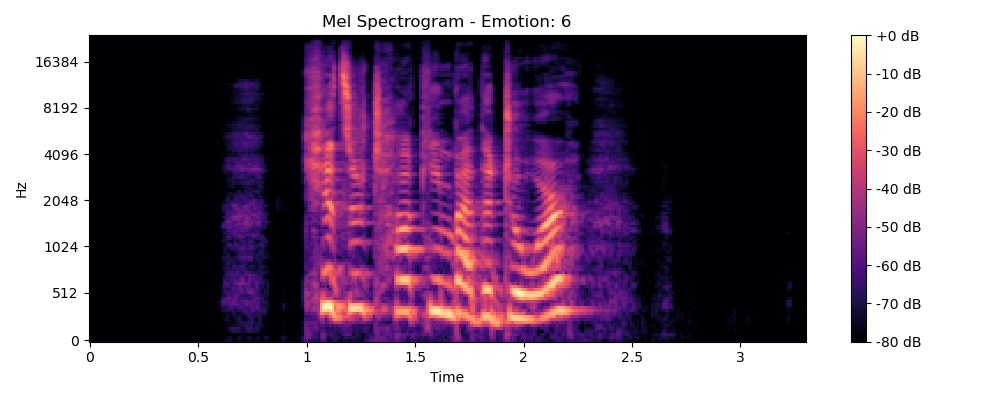 Mel Spectrogram - Emotion: 6
Hz
16384
8192
4096
2048
1024
512
0
0 0.5 1 1.5 2 2.5 3
Time
+0 dB
-10 dB
-20 dB
-30 dB
-40 dB
-50 dB
-60 dB
-70 dB
-80 dB